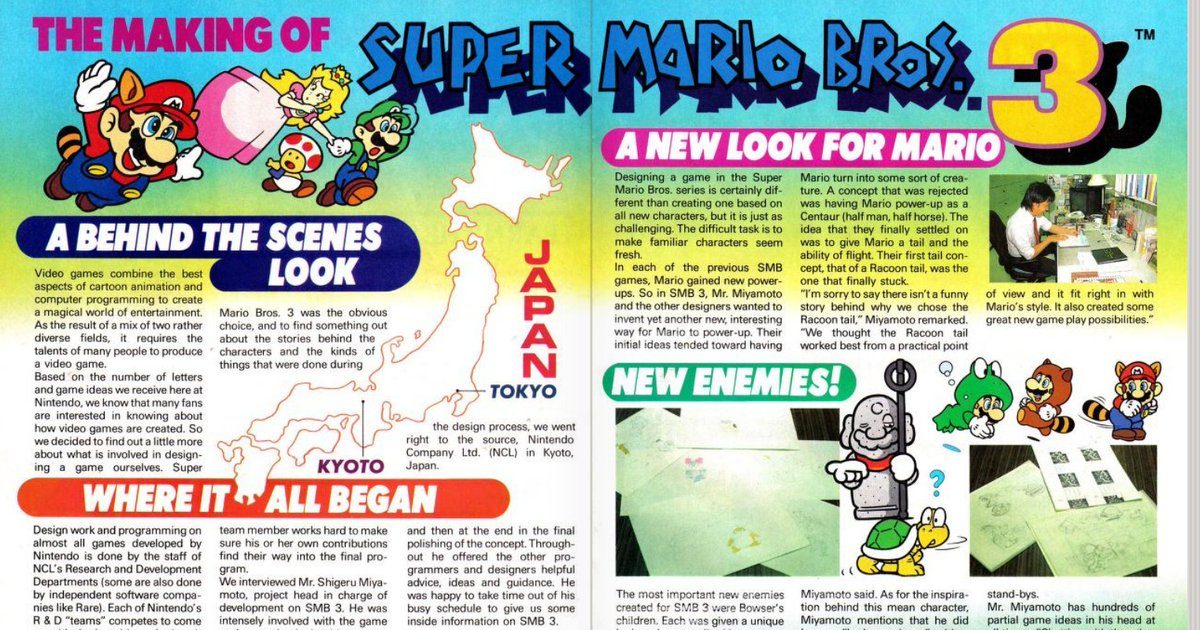 THE MAKING OF
SUPER MARIO BROS. 3
TM
A BEHIND THE SCENES
LOOK
Video games combine the best
aspects of cartoon animation and
computer programming to create
a magical world of entertainment.
As the result of a mix of two rather
diverse fields, it requires the
talents of many people to produce
a video game.
Based on the number of letters
and game ideas we receive here at
Nintendo, we know that many fans
are interested in knowing about
how video games are created. So
we decided to find out a little more
about what is involved in design-
ing a game ourselves. Super
Mario Bros. 3 was the obvious
choice, and to find something out
about the stories behind the
characters and the kinds of
things that were done during
the design process, we went
right to the source, Nintendo
Company Ltd. (NCL) in Kyoto,
Japan.
JAPAN
TOKYO
KYOTO
WHERE IT ALL BEGAN
Design work and programming on
almost all games developed by
Nintendo is done by the staff of
NCL's Research and Development
Departments (some are also done
by independent software compa-
nies like Rare). Each of Nintendo's
R & D "teams" competes to come
team member works hard to make
sure his or her own contributions
find their way into the final pro-
gram.
We interviewed Mr. Shigeru Miya-
moto, project head in charge of
development on SMB 3. He was
intensely involved with the game
and then at the end in the final
polishing of the concept. Through-
out he offered the other pro-
grammers and designers helpful
advice, ideas and guidance. He
was happy to take time out of his
busy schedule to give us some
inside information on SMB 3.
A NEW LOOK FOR MARIO
Designing a game in the Super
Mario Bros. series is certainly dif-
ferent than creating one based on
all new characters, but it is just as
challenging. The difficult task is to
make familiar characters seem
fresh.
In each of the previous SMB
games, Mario gained new power-
ups. So in SMB 3, Mr. Miyamoto
and the other designers wanted to
invent yet another new, interesting
way for Mario to power-up. Their
initial ideas tended toward having
Mario turn into some sort of crea-
ture. A concept that was rejected
was having Mario power-up as a
Centaur (half man, half horse). The
idea that they finally settled on
was to give Mario a tail and the
ability of flight. Their first tail con-
cept, that of a Racoon tail, was the
one that finally stuck.
"I'm sorry to say there isn't a funny
story behind why we chose the
Racoon tail," Miyamoto remarked.
"We thought the Racoon tail
worked best from a practical point
of view and it fit right in with
Mario's style. It also created some
great new game play possibilities."
NEW ENEMIES!
?
The most important new enemies
created for SMB 3 were Bowser's
children. Each was given a unique
Miyamoto said. As for the inspira-
tion behind this mean character,
Miyamoto mentions that he did
stand-bys.
Mr. Miyamoto has hundreds of
partial game ideas in his head at